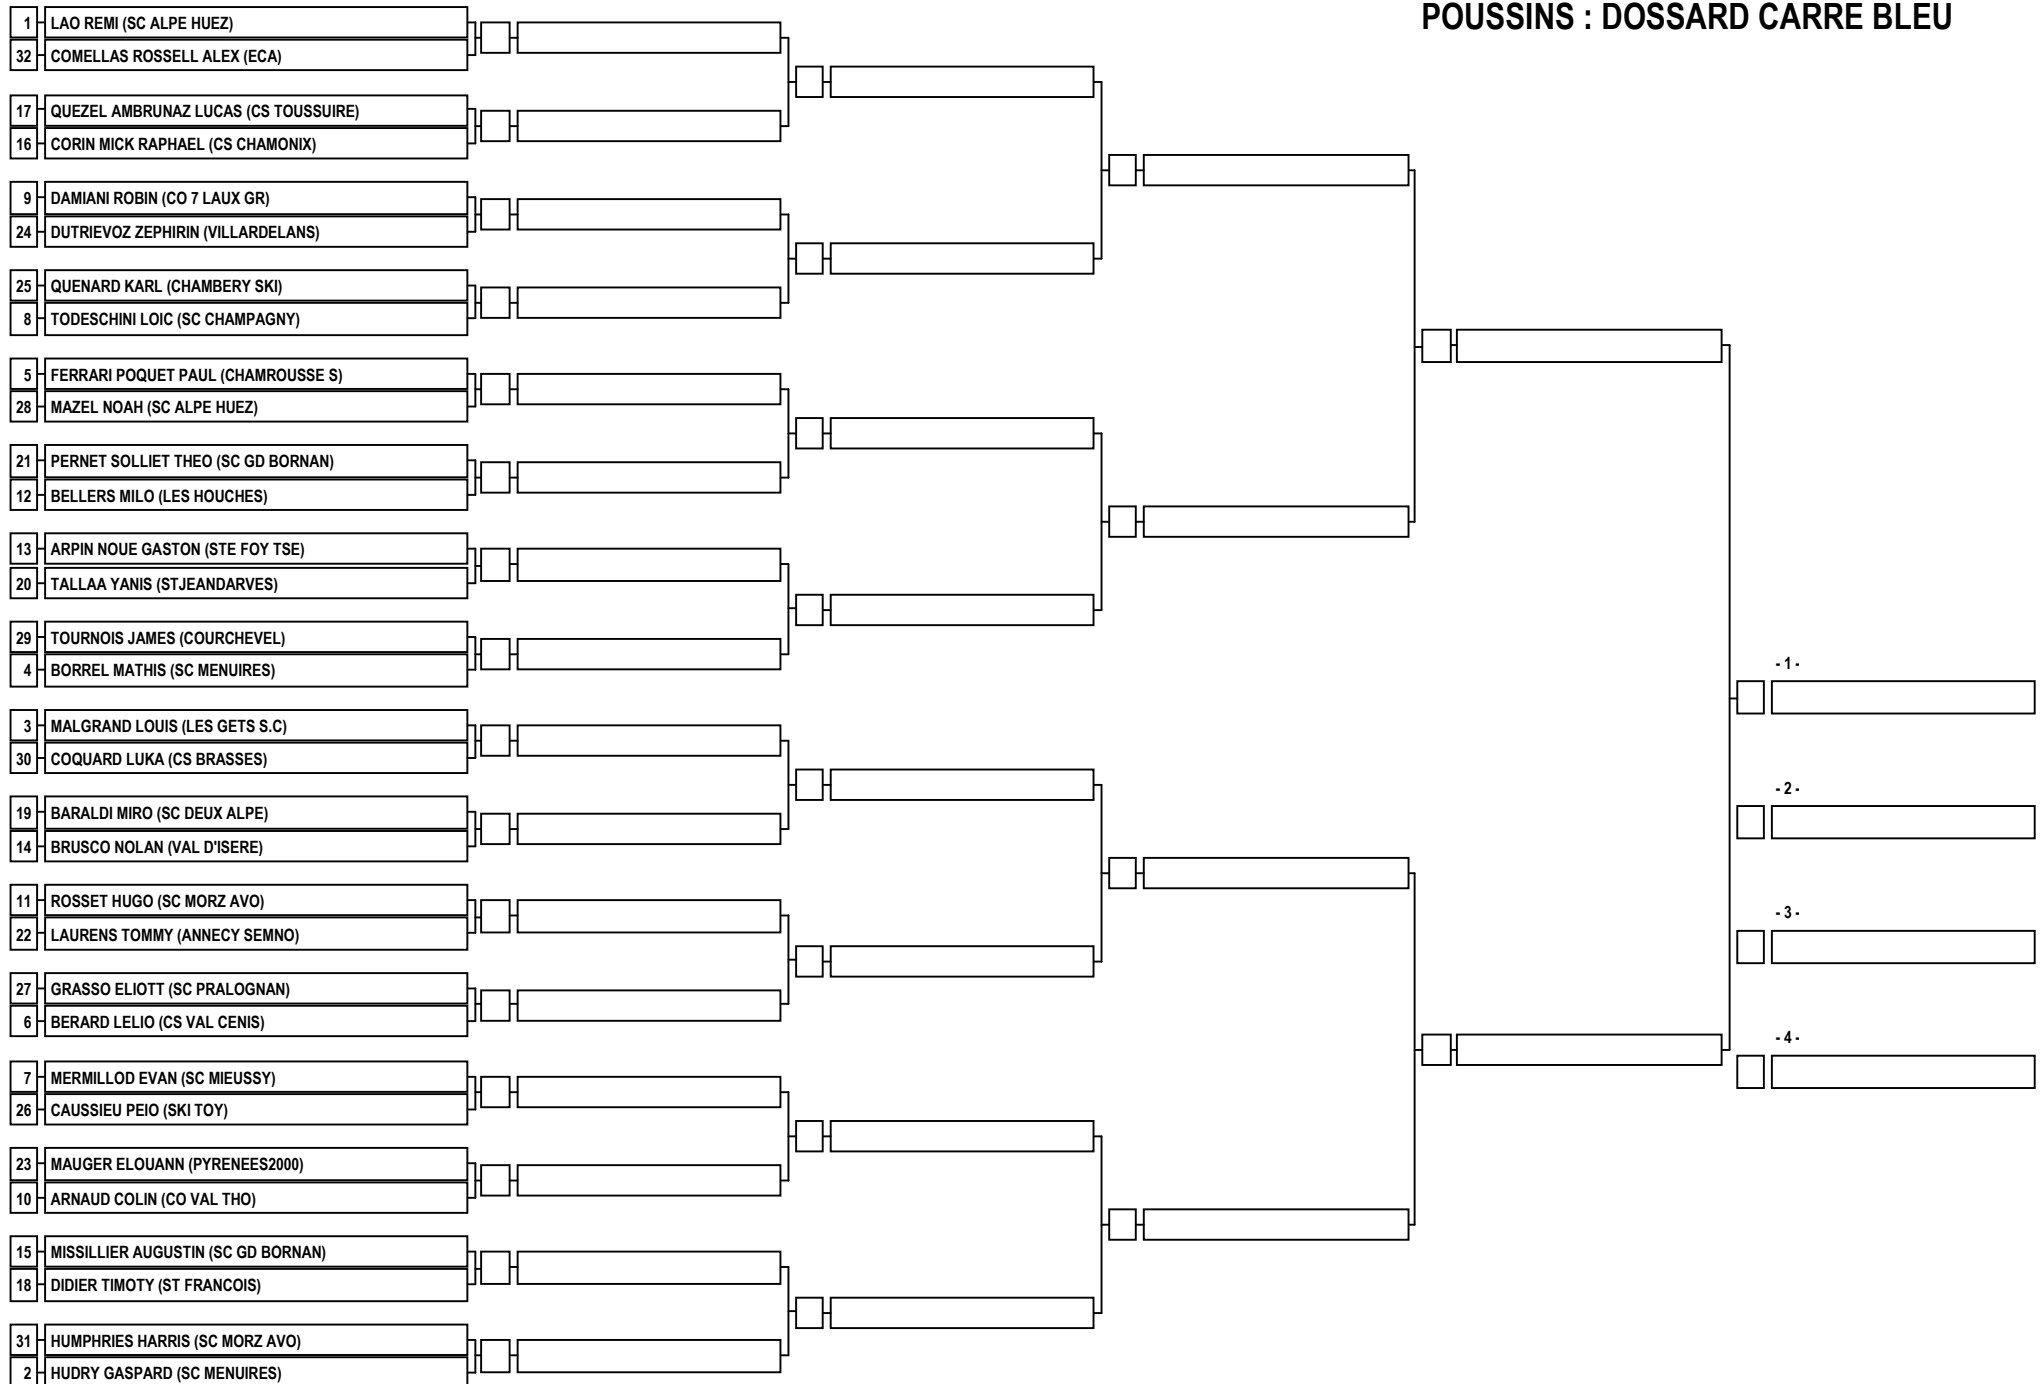 POUSSINS : DOSSARD CARRE BLEU
1 LAO REMI (SC ALPE HUEZ)
32 COMELLAS ROSSELL ALEX (ECA)
17 QUEZEL AMBRUNAZ LUCAS (CS TOUSSUIRE)
16 CORIN MICK RAPHAEL (CS CHAMONIX)
9 DAMIANI ROBIN (CO 7 LAUX GR)
24 DUTRIEVOZ ZEPHIRIN (VILLARDELANS)
25 QUENARD KARL (CHAMBERY SKI)
8 TODESCHINI LOIC (SC CHAMPAGNY)
5 FERRARI POQUET PAUL (CHAMROUSSE S)
28 MAZEL NOAH (SC ALPE HUEZ)
21 PERNET SOLLIET THEO (SC GD BORNAN)
12 BELLERS MILO (LES HOUCHES)
13 ARPIN NOUE GASTON (STE FOY TSE)
20 TALLAA YANIS (STJEANDARVES)
29 TOURNOIS JAMES (COURCHEVEL)
4 BORREL MATHIS (SC MENUIRES)
3 MALGRAND LOUIS (LES GETS S.C)
30 COQUARD LUKA (CS BRASSES)
19 BARALDI MIRO (SC DEUX ALPE)
14 BRUSCO NOLAN (VAL D'ISERE)
11 ROSSET HUGO (SC MORZ AVO)
22 LAURENS TOMMY (ANNECY SEMNO)
27 GRASSO ELIOTT (SC PRALOGNAN)
6 BERARD LELIO (CS VAL CENIS)
7 MERMILLOD EVAN (SC MIEUSSY)
26 CAUSSIEU PEIO (SKI TOY)
23 MAUGER ELOUANN (PYRENEES2000)
10 ARNAUD COLIN (CO VAL THO)
15 MISSILLIER AUGUSTIN (SC GD BORNAN)
18 DIDIER TIMOTY (ST FRANCOIS)
31 HUMPHRIES HARRIS (SC MORZ AVO)
2 HUDRY GASPARD (SC MENUIRES)
- 1 -
- 2 -
- 3 -
- 4 -